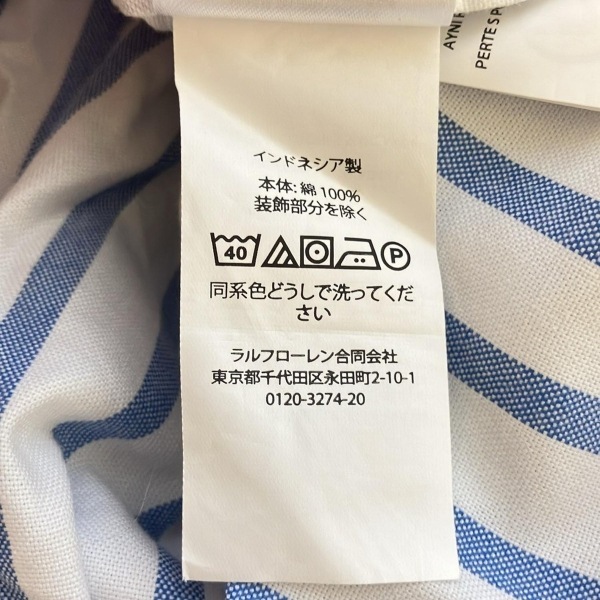 インドネシア製
本体: 綿 100%
装飾部分を除く
40
P
同系色どうしで洗ってくだ
さい
ラルフローレン合同会社
東京都千代田区永田町2-10-1
0120-3274-20
AYNI
PERTE S